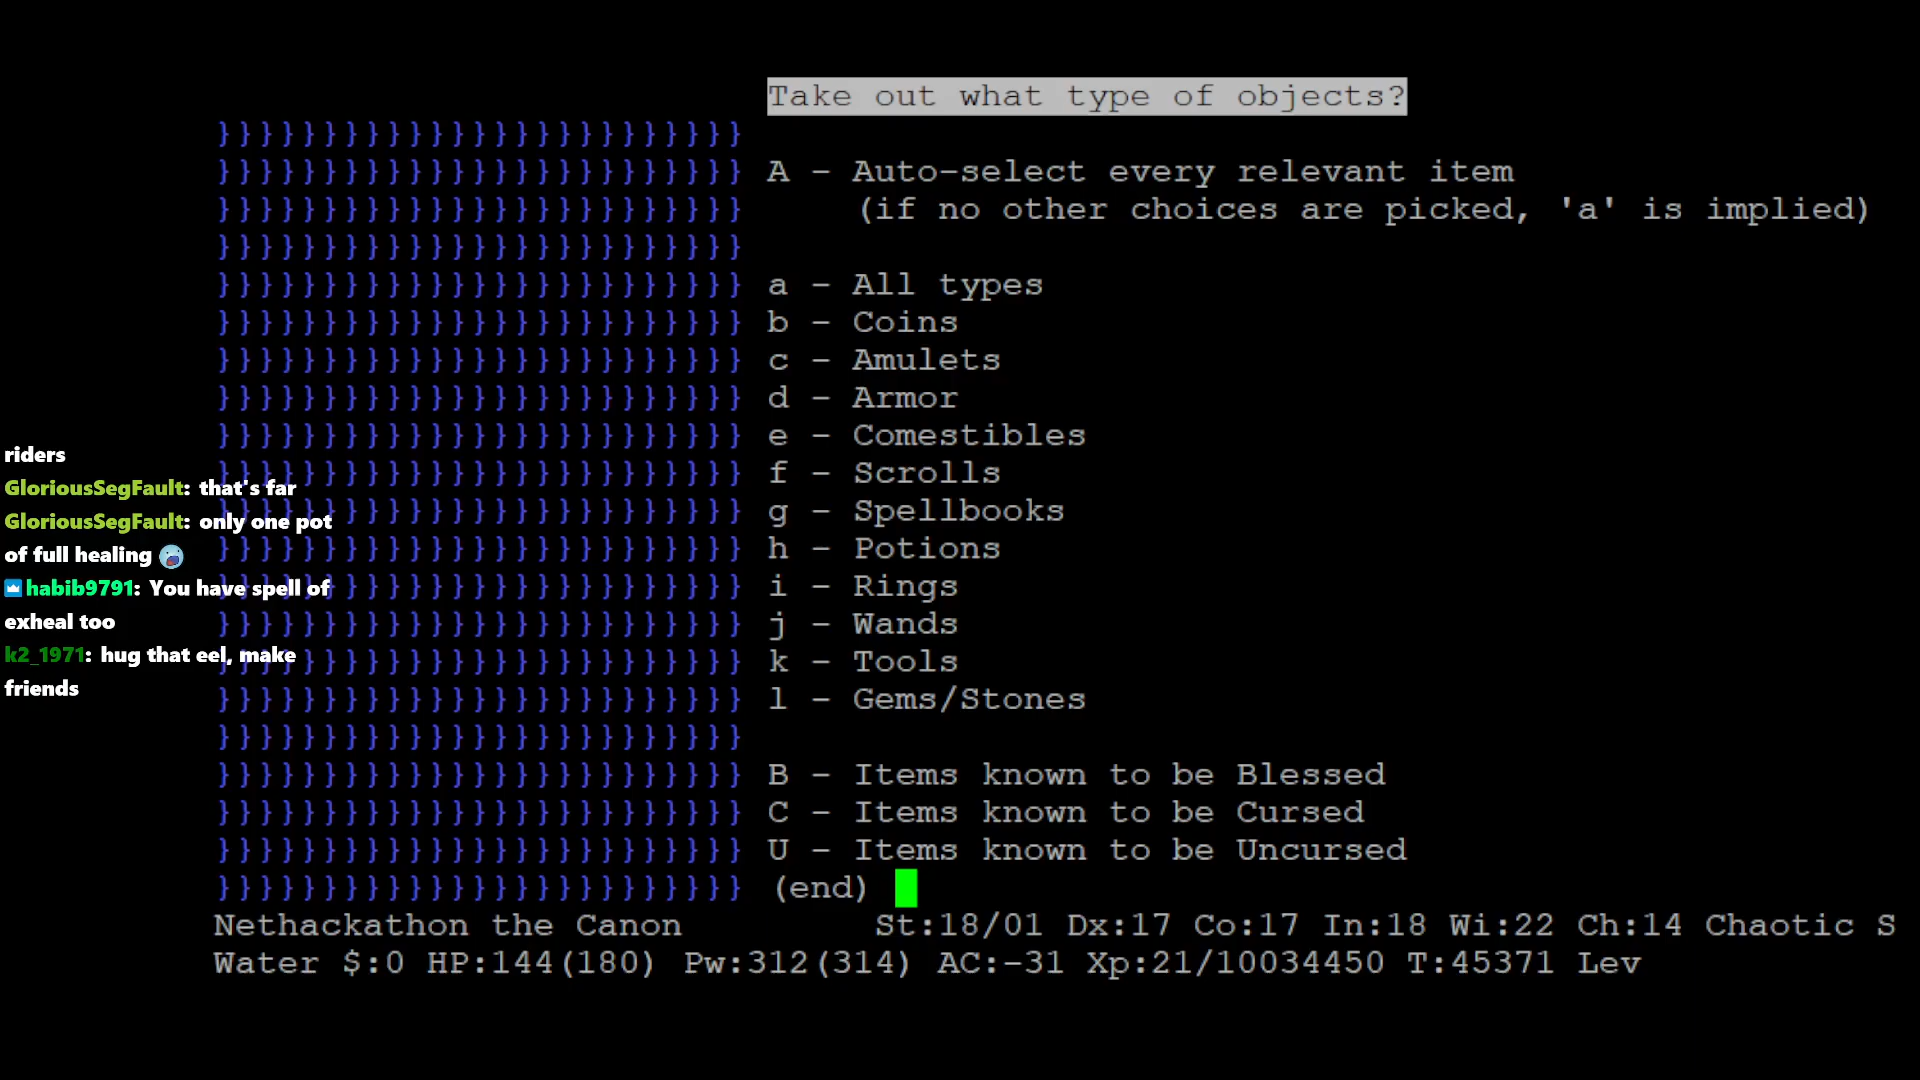 Take out what type of objects?
}}}}}}}}}}}}}}}}}}}}}}}}}
}}}}}}}}}}}}}}}}}}}}}}}}} A - Auto-select every relevant item
}}}}}}}}}}}}}}}}}}}}}}}}} (if no other choices are picked, 'a' is implied)
}}}}}}}}}}}}}}}}}}}}}}}}}
}}}}}}}}}}}}}}}}}}}}}}}}} a - All types
}}}}}}}}}}}}}}}}}}}}}}}}} b - Coins
}}}}}}}}}}}}}}}}}}}}}}}}} c - Amulets
}}}}}}}}}}}}}}}}}}}}}}}}} d - Armor
}}}}}}}}}}}}}}}}}}}}}}}}} e - Comestibles
}}}}}}}}}}}}}}}}}}}}}}}}} f - Scrolls
}}}}}}}}}}}}}}}}}}}}}}}}} g - Spellbooks
}}}}}}}}}}}}}}}}}}}}}}}}} h - Potions
}}}}}}}}}}}}}}}}}}}}}}}}} i - Rings
}}}}}}}}}}}}}}}}}}}}}}}}} j - Wands
}}}}}}}}}}}}}}}}}}}}}}}}} k - Tools
}}}}}}}}}}}}}}}}}}}}}}}}} l - Gems/Stones
}}}}}}}}}}}}}}}}}}}}}}}}}
}}}}}}}}}}}}}}}}}}}}}}}}} B - Items known to be Blessed
}}}}}}}}}}}}}}}}}}}}}}}}} C - Items known to be Cursed
}}}}}}}}}}}}}}}}}}}}}}}}} U - Items known to be Uncursed
}}}}}}}}}}}}}}}}}}}}}}}}} (end)
Nethackathon the Canon St:18/01 Dx:17 Co:17 In:18 Wi:22 Ch:14 Chaotic S
Water $:0 HP:144(180) Pw:312(314) AC:-31 Xp:21/10034450 T:45371 Lev
riders
GloriousSegFault: that's far
GloriousSegFault: only one pot
of full healing
habib9791: You have spell of
exheal too
k2_1971: hug that eel, make
friends